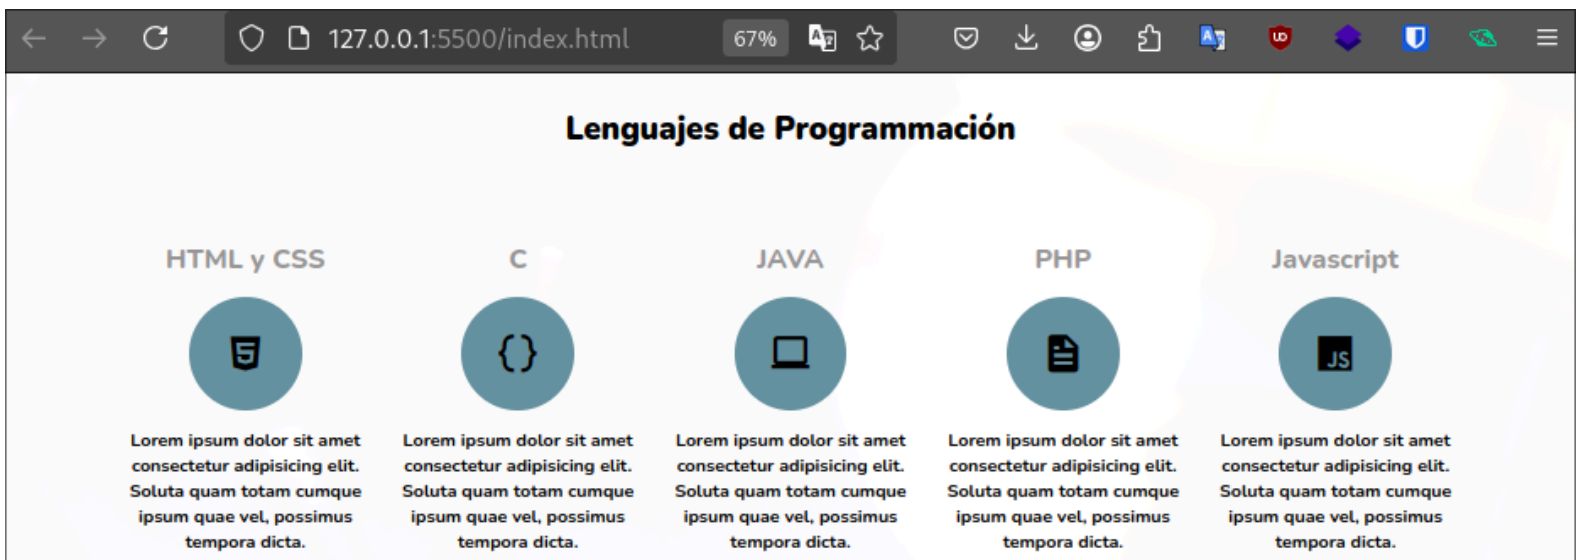 127.0.0.1:5500/index.html 67%
Lenguajes de Programmación
HTML y CSS C JAVA PHP Javascript
5 {} JS
Lorem ipsum dolor sit amet Lorem ipsum dolor sit amet Lorem ipsum dolor sit amet Lorem ipsum dolor sit amet Lorem ipsum dolor sit amet
consectetur adipisicing elit. consectetur adipisicing elit. consectetur adipisicing elit. consectetur adipisicing elit. consectetur adipisicing elit.
Soluta quam totam cumque Soluta quam totam cumque Soluta quam totam cumque Soluta quam totam cumque Soluta quam totam cumque
ipsum quae vel, possimus ipsum quae vel, possimus ipsum quae vel, possimus ipsum quae vel, possimus ipsum quae vel, possimus
tempora dicta. tempora dicta. tempora dicta. tempora dicta. tempora dicta.